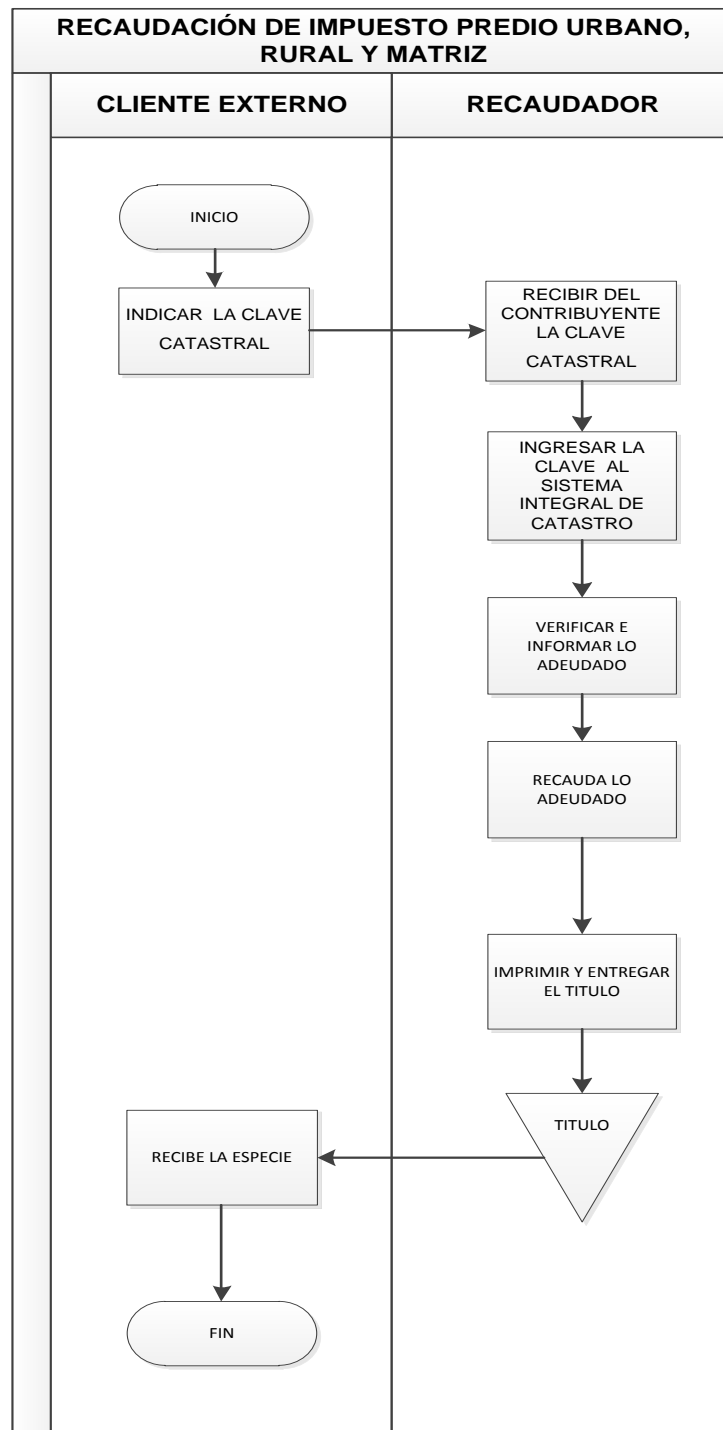 RECAUDACIÓN DE IMPUESTO PREDIO URBANO,
RURAL Y MATRIZ
CLIENTE EXTERNO
RECAUDADOR
INICIO
INDICAR LA CLAVE
CATASTRAL
RECIBIR DEL
CONTRIBUYENTE
LA CLAVE
CATASTRAL
INGRESAR LA
CLAVE AL
SISTEMA
INTEGRAL DE
CATASTRO
VERIFICAR E
INFORMAR LO
ADEUDADO
RECAUDA LO
ADEUDADO
IMPRIMIR Y ENTREGAR
EL TITULO
TITULO
RECIBE LA ESPECIE
FIN